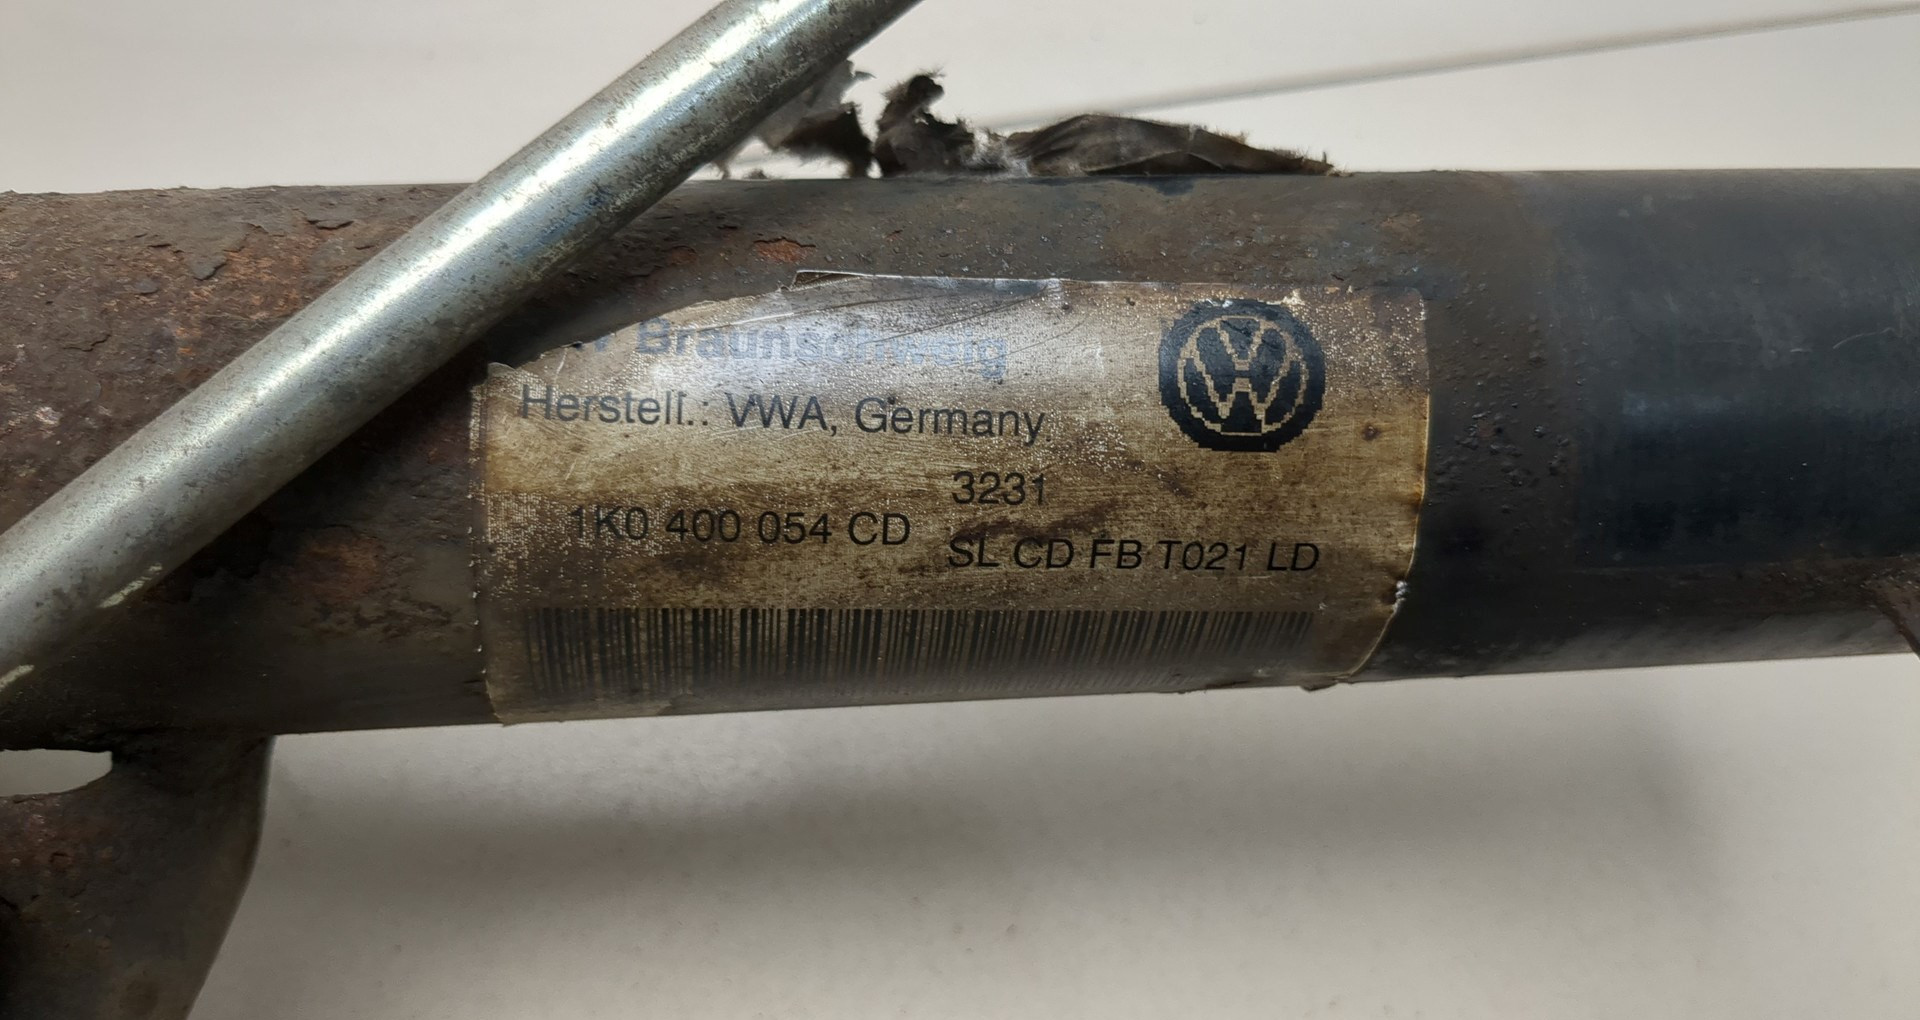 Braunschweig
Herstell.: VWA, Germany
3231
1K0 400 054 CD
SL CD FB T021 LD